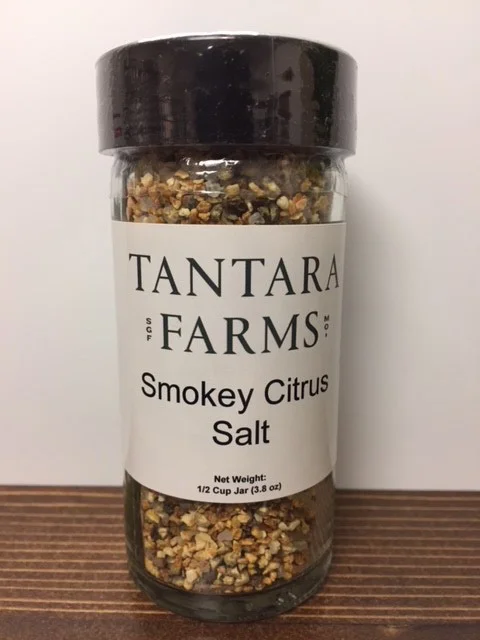 TANTARA
SGF FARMS MO.
Smokey Citrus
Salt
Net Weight:
1/2 Cup Jar (3.8 oz)